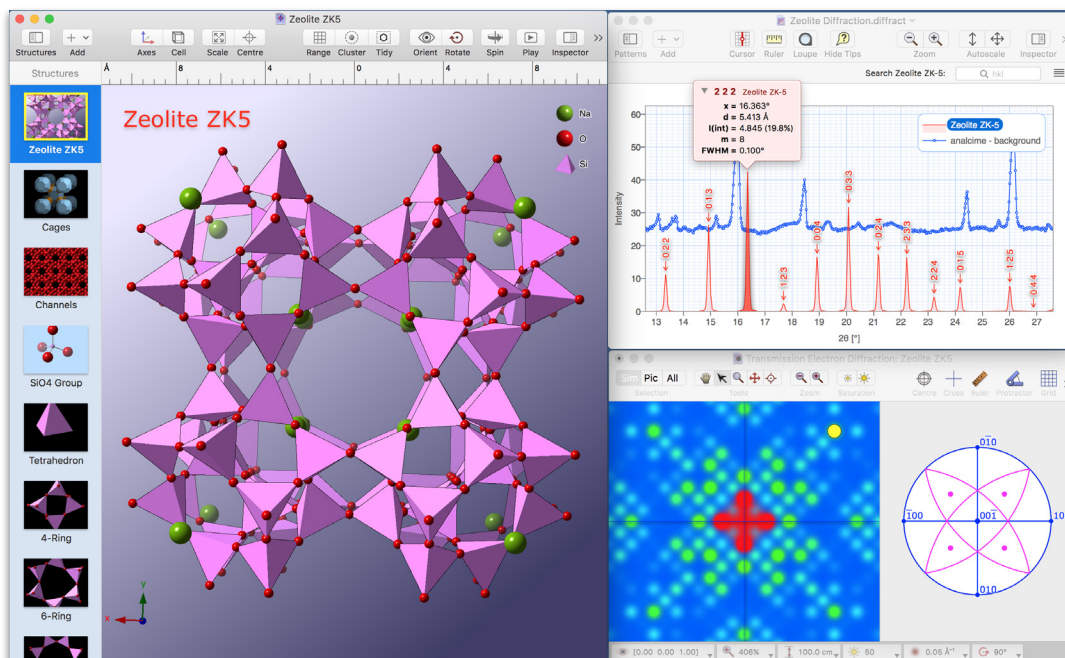 Zeolite ZK5
Structures
Add
Axes
Cell
Scale
Centre
Range
Cluster
Tidy
Orient
Rotate
Spin
Play
Inspector
Structures
Å
8
4
0
4
8
Zeolite ZK5
Na
O
Si
Zeolite ZK5
Cages
Channels
SiO4 Group
Tetrahedron
4-Ring
6-Ring
y
x
Zeolite Diffraction.diffract
Patterns
Add
Cursor
Ruler
Loupe
Hide Tips
Zoom
Autoscale
Inspector
Search Zeolite ZK-5:
hkl
2 2 2 Zeolite ZK-5
x = 16.363°
d = 5.413 Å
I(int) = 4.845 (19.8%)
m = 8
FWHM = 0.100°
Zeolite ZK-5
analcime - background
Intensity
60
50
40
30
20
10
0
0 2 2
0 1 3
1 2 3
0 0 4
0 3 3
0 2 4
2 3 3
2 2 4
0 1 5
1 2 5
0 4 4
13 14 15 16 17 18 19 20 21 22 23 24 25 26 27
2θ [°]
Transmission Electron Diffraction: Zeolite ZK5
Sim Pic All
Selection
Tools
Zoom
Saturation
Centre
Cross
Ruler
Protractor
Grid
01̅0
1̅00
001̅
10
010
[0.00 0.00 1.00]
406%
100.0 cm
50
0.05 Å⁻¹
90°